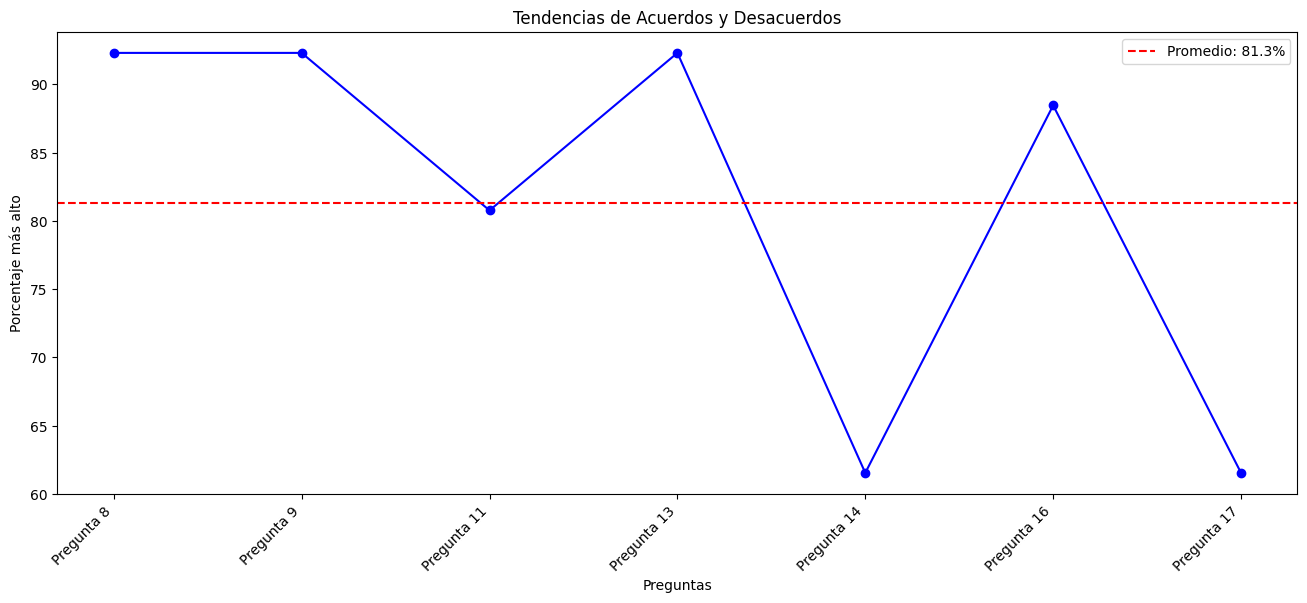 Tendencias de Acuerdos y Desacuerdos
Promedio: 81.3%
Porcentaje más alto
90
85
80
75
70
65
60
Pregunta 8
Pregunta 9
Pregunta 11
Pregunta 13
Pregunta 14
Pregunta 16
Pregunta 17
Preguntas